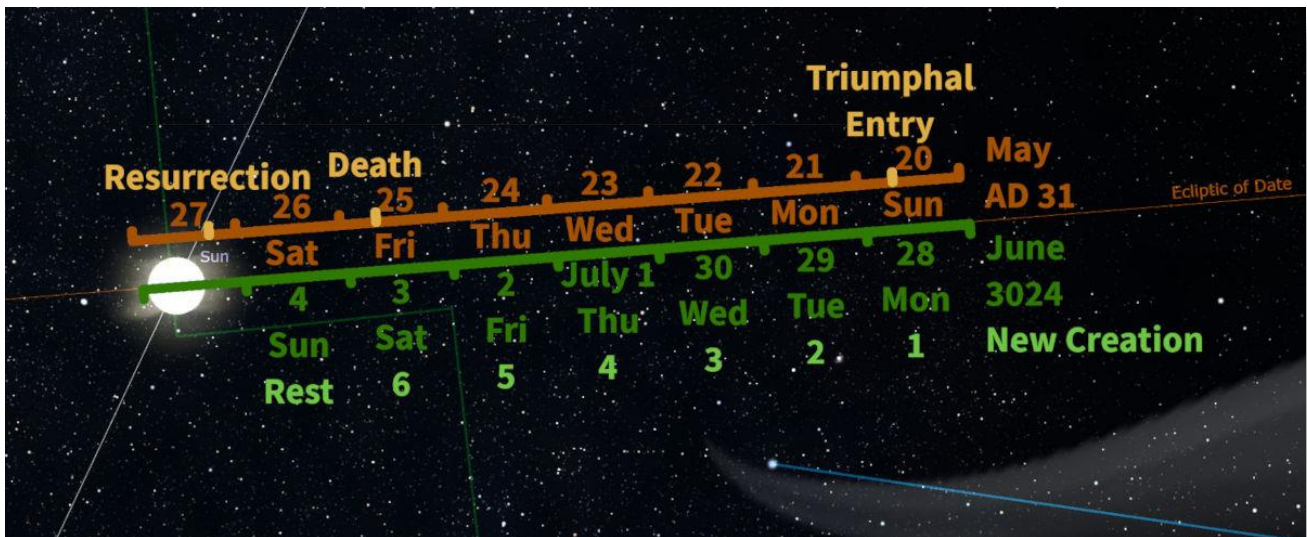 Triumphal
Entry
Resurrection Death
27 26 25 24 23 22 21 20 May
Sat Fri Thu Wed Tue Mon Sun AD 31
Ecliptic of Date
Sun
4 3 2 July 1 30 29 28 June
Sun Sat Fri Thu Wed Tue Mon 3024
Rest 6 5 4 3 2 1 New Creation